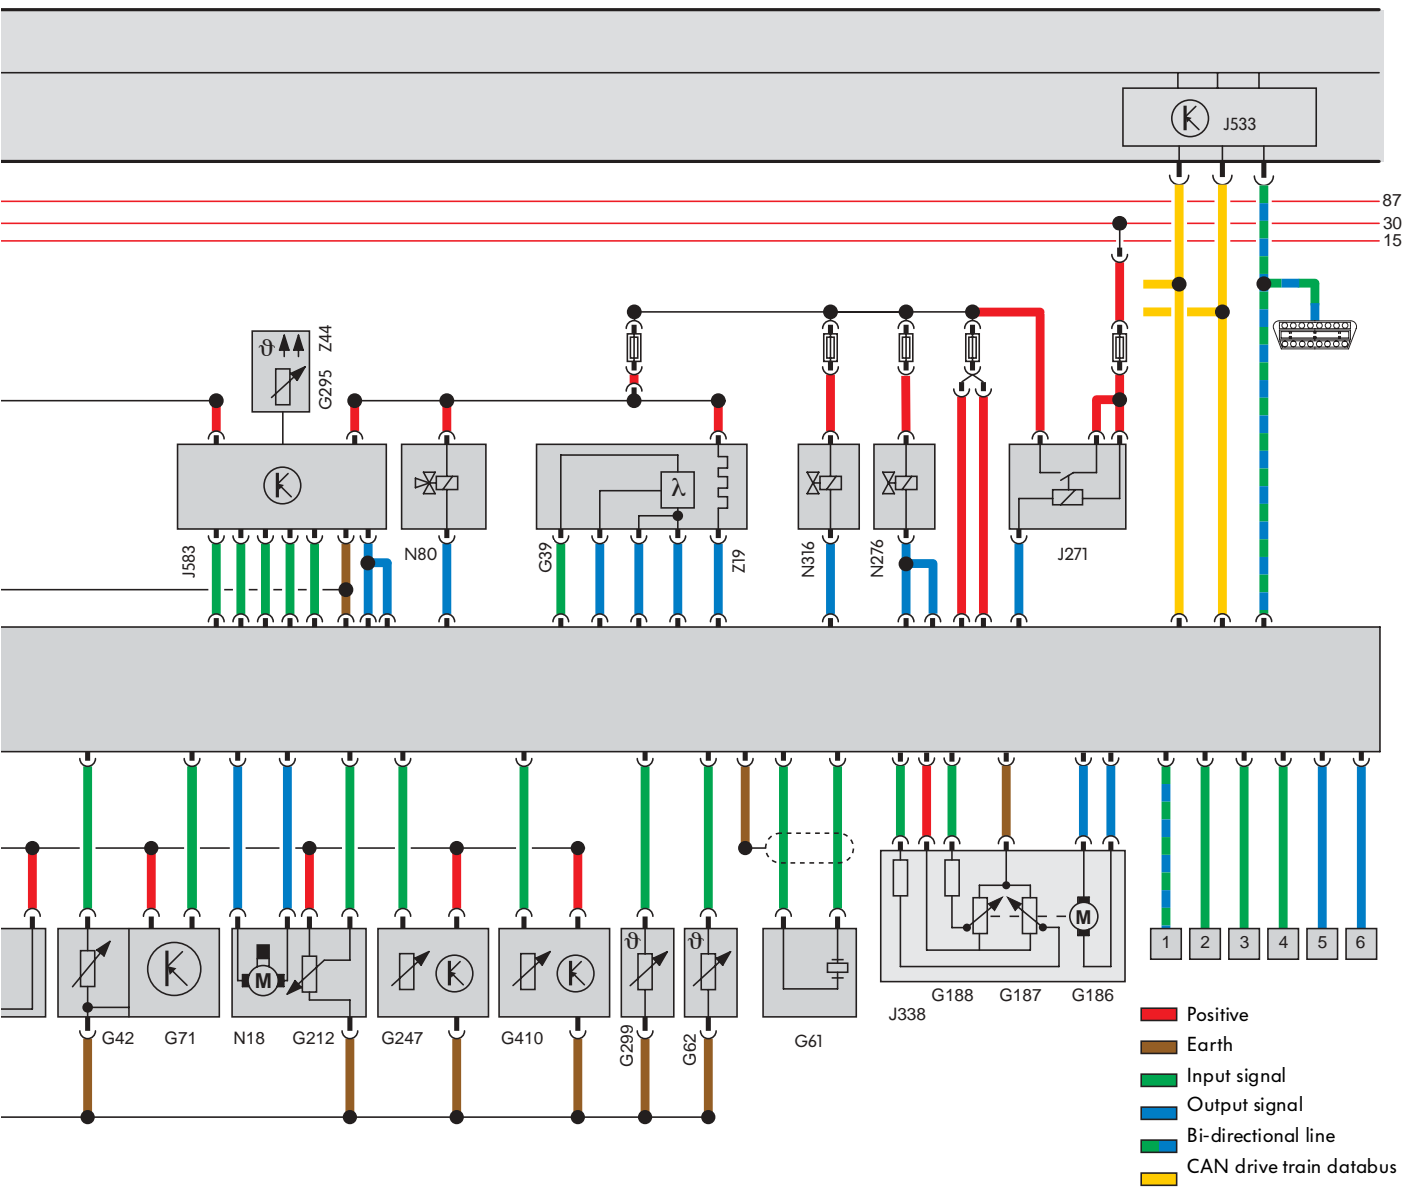 J533
87
30
15
ϑ
Z44
G295
J583
N80
G39
λ
Z19
N316
N276
J271
G42
G71
N18
M
G212
G247
G410
ϑ
G299
ϑ
G62
G61
J338
G188
G187
M
G186
1 2 3 4 5 6
Positive
Earth
Input signal
Output signal
Bi-directional line
CAN drive train databus